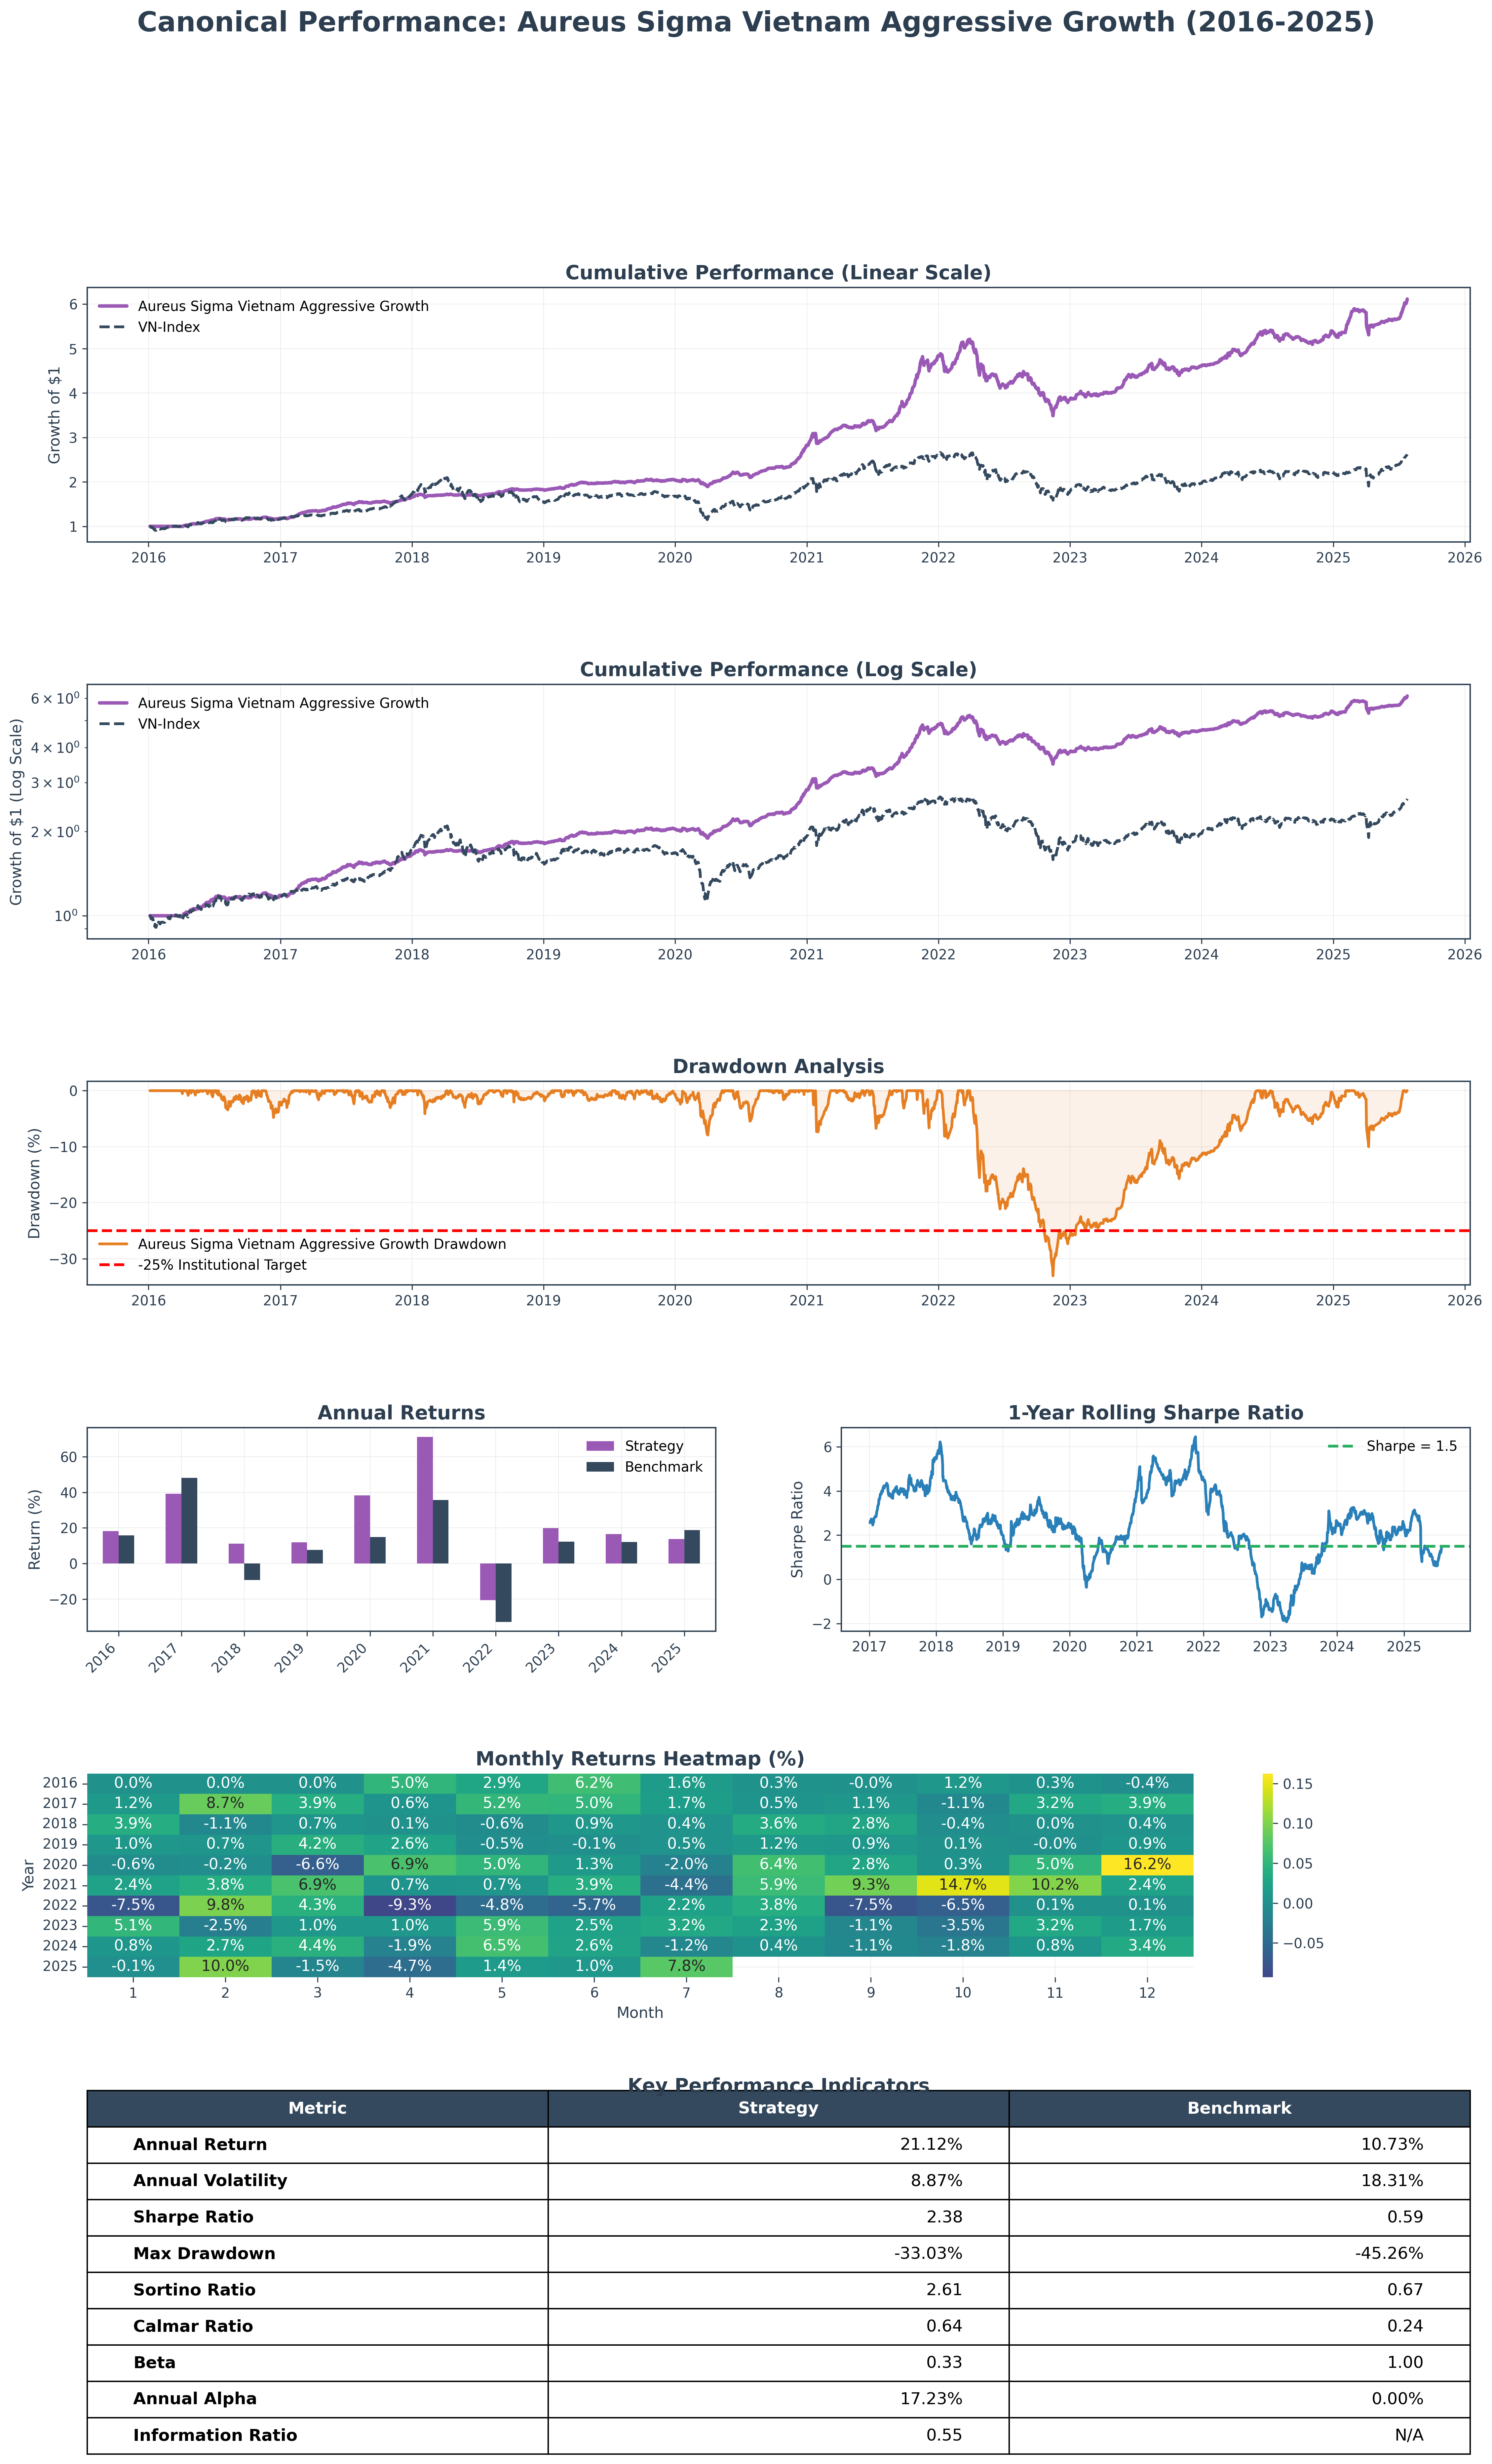 Canonical Performance: Aureus Sigma Vietnam Aggressive Growth (2016-2025)
Cumulative Performance (Linear Scale)
Aureus Sigma Vietnam Aggressive Growth
VN-Index
Growth of $1
6
5
4
3
2
1
2016 2017 2018 2019 2020 2021 2022 2023 2024 2025 2026
Cumulative Performance (Log Scale)
Aureus Sigma Vietnam Aggressive Growth
VN-Index
Growth of $1 (Log Scale)
6 × 10⁰
4 × 10⁰
3 × 10⁰
2 × 10⁰
10⁰
2016 2017 2018 2019 2020 2021 2022 2023 2024 2025 2026
Drawdown Analysis
Drawdown (%)
0
−10
−20
−30
Aureus Sigma Vietnam Aggressive Growth Drawdown
-25% Institutional Target
2016 2017 2018 2019 2020 2021 2022 2023 2024 2025 2026
Annual Returns
Strategy
Benchmark
Return (%)
60
40
20
0
−20
2016 2017 2018 2019 2020 2021 2022 2023 2024 2025
1-Year Rolling Sharpe Ratio
Sharpe = 1.5
Sharpe Ratio
6
4
2
0
−2
2017 2018 2019 2020 2021 2022 2023 2024 2025
Monthly Returns Heatmap (%)
Year
2016 0.0% 0.0% 0.0% 5.0% 2.9% 6.2% 1.6% 0.3% -0.0% 1.2% 0.3% -0.4%
2017 1.2% 8.7% 3.9% 0.6% 5.2% 5.0% 1.7% 0.5% 1.1% -1.1% 3.2% 3.9%
2018 3.9% -1.1% 0.7% 0.1% -0.6% 0.9% 0.4% 3.6% 2.8% -0.4% 0.0% 0.4%
2019 1.0% 0.7% 4.2% 2.6% -0.5% -0.1% 0.5% 1.2% 0.9% 0.1% -0.0% 0.9%
2020 -0.6% -0.2% -6.6% 6.9% 5.0% 1.3% -2.0% 6.4% 2.8% 0.3% 5.0% 16.2%
2021 2.4% 3.8% 6.9% 0.7% 0.7% 3.9% -4.4% 5.9% 9.3% 14.7% 10.2% 2.4%
2022 -7.5% 9.8% 4.3% -9.3% -4.8% -5.7% 2.2% 3.8% -7.5% -6.5% 0.1% 0.1%
2023 5.1% -2.5% 1.0% 1.0% 5.9% 2.5% 3.2% 2.3% -1.1% -3.5% 3.2% 1.7%
2024 0.8% 2.7% 4.4% -1.9% 6.5% 2.6% -1.2% 0.4% -1.1% -1.8% 0.8% 3.4%
2025 -0.1% 10.0% -1.5% -4.7% 1.4% 1.0% 7.8%
1 2 3 4 5 6 7 8 9 10 11 12
Month
0.15
0.10
0.05
0.00
−0.05
Key Performance Indicators
Metric Strategy Benchmark
Annual Return 21.12% 10.73%
Annual Volatility 8.87% 18.31%
Sharpe Ratio 2.38 0.59
Max Drawdown -33.03% -45.26%
Sortino Ratio 2.61 0.67
Calmar Ratio 0.64 0.24
Beta 0.33 1.00
Annual Alpha 17.23% 0.00%
Information Ratio 0.55 N/A